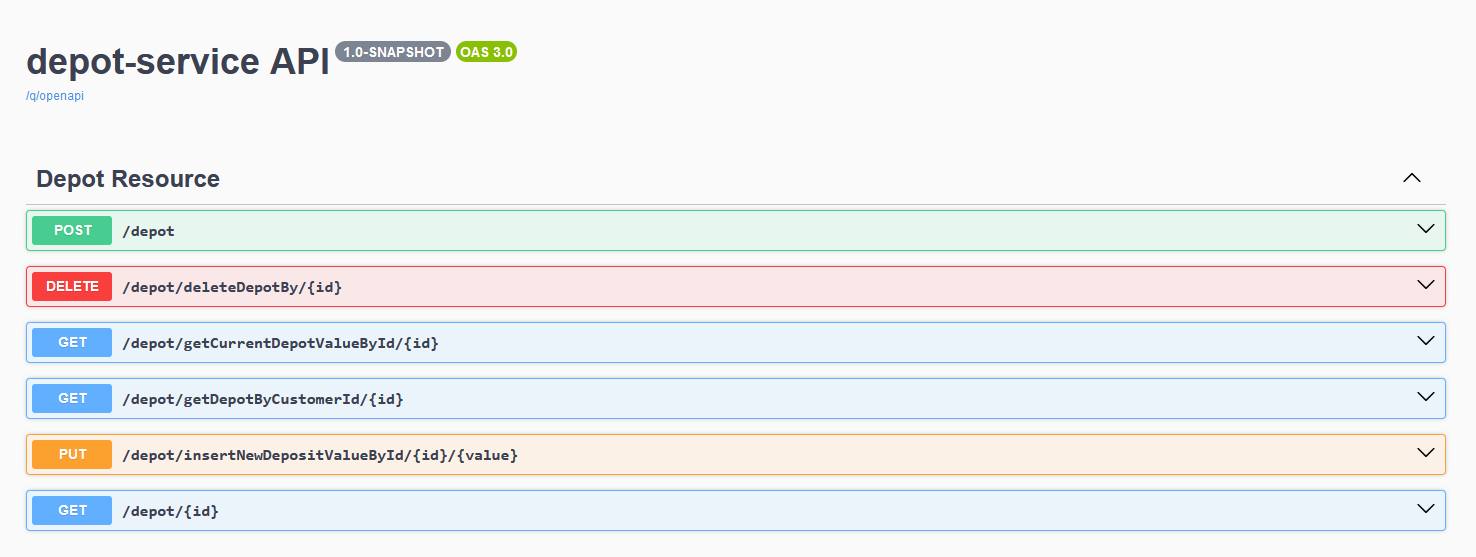 depot-service API 1.0-SNAPSHOT OAS 3.0
/q/openapi
Depot Resource
POST /depot
DELETE /depot/deleteDepotBy/{id}
GET /depot/getCurrentDepotValueById/{id}
GET /depot/getDepotByCustomerId/{id}
PUT /depot/insertNewDepositValueById/{id}/{value}
GET /depot/{id}